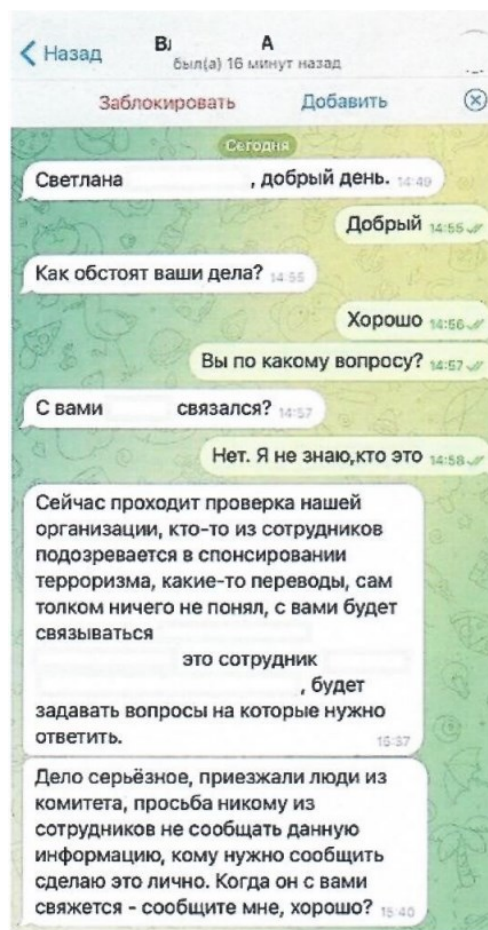 Назад
был(а) 16 минут назад
Заблокировать Добавить
Сегодня
Светлана , добрый день. 14:49
Добрый 14:55
Как обстоят ваши дела? 14:55
Хорошо 14:56
Вы по какому вопросу? 14:57
С вами связался? 14:57
Нет. Я не знаю,кто это 14:58
Сейчас проходит проверка нашей
организации, кто-то из сотрудников
подозревается в спонсировании
терроризма, какие-то переводы, сам
толком ничего не понял, с вами будет
связываться
это сотрудник
, будет
задавать вопросы на которые нужно
ответить. 15:37
Дело серьёзное, приезжали люди из
комитета, просьба никому из
сотрудников не сообщать данную
информацию, кому нужно сообщить
сделаю это лично. Когда он с вами
свяжется - сообщите мне, хорошо? 15:40